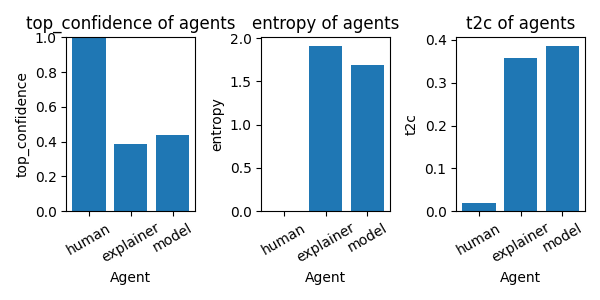 top_confidence of agents
top_confidence
1.0
0.8
0.6
0.4
0.2
0.0
human
explainer
model
Agent
entropy of agents
entropy
2.0
1.5
1.0
0.5
0.0
human
explainer
model
Agent
t2c of agents
t2c
0.4
0.3
0.2
0.1
0.0
human
explainer
model
Agent